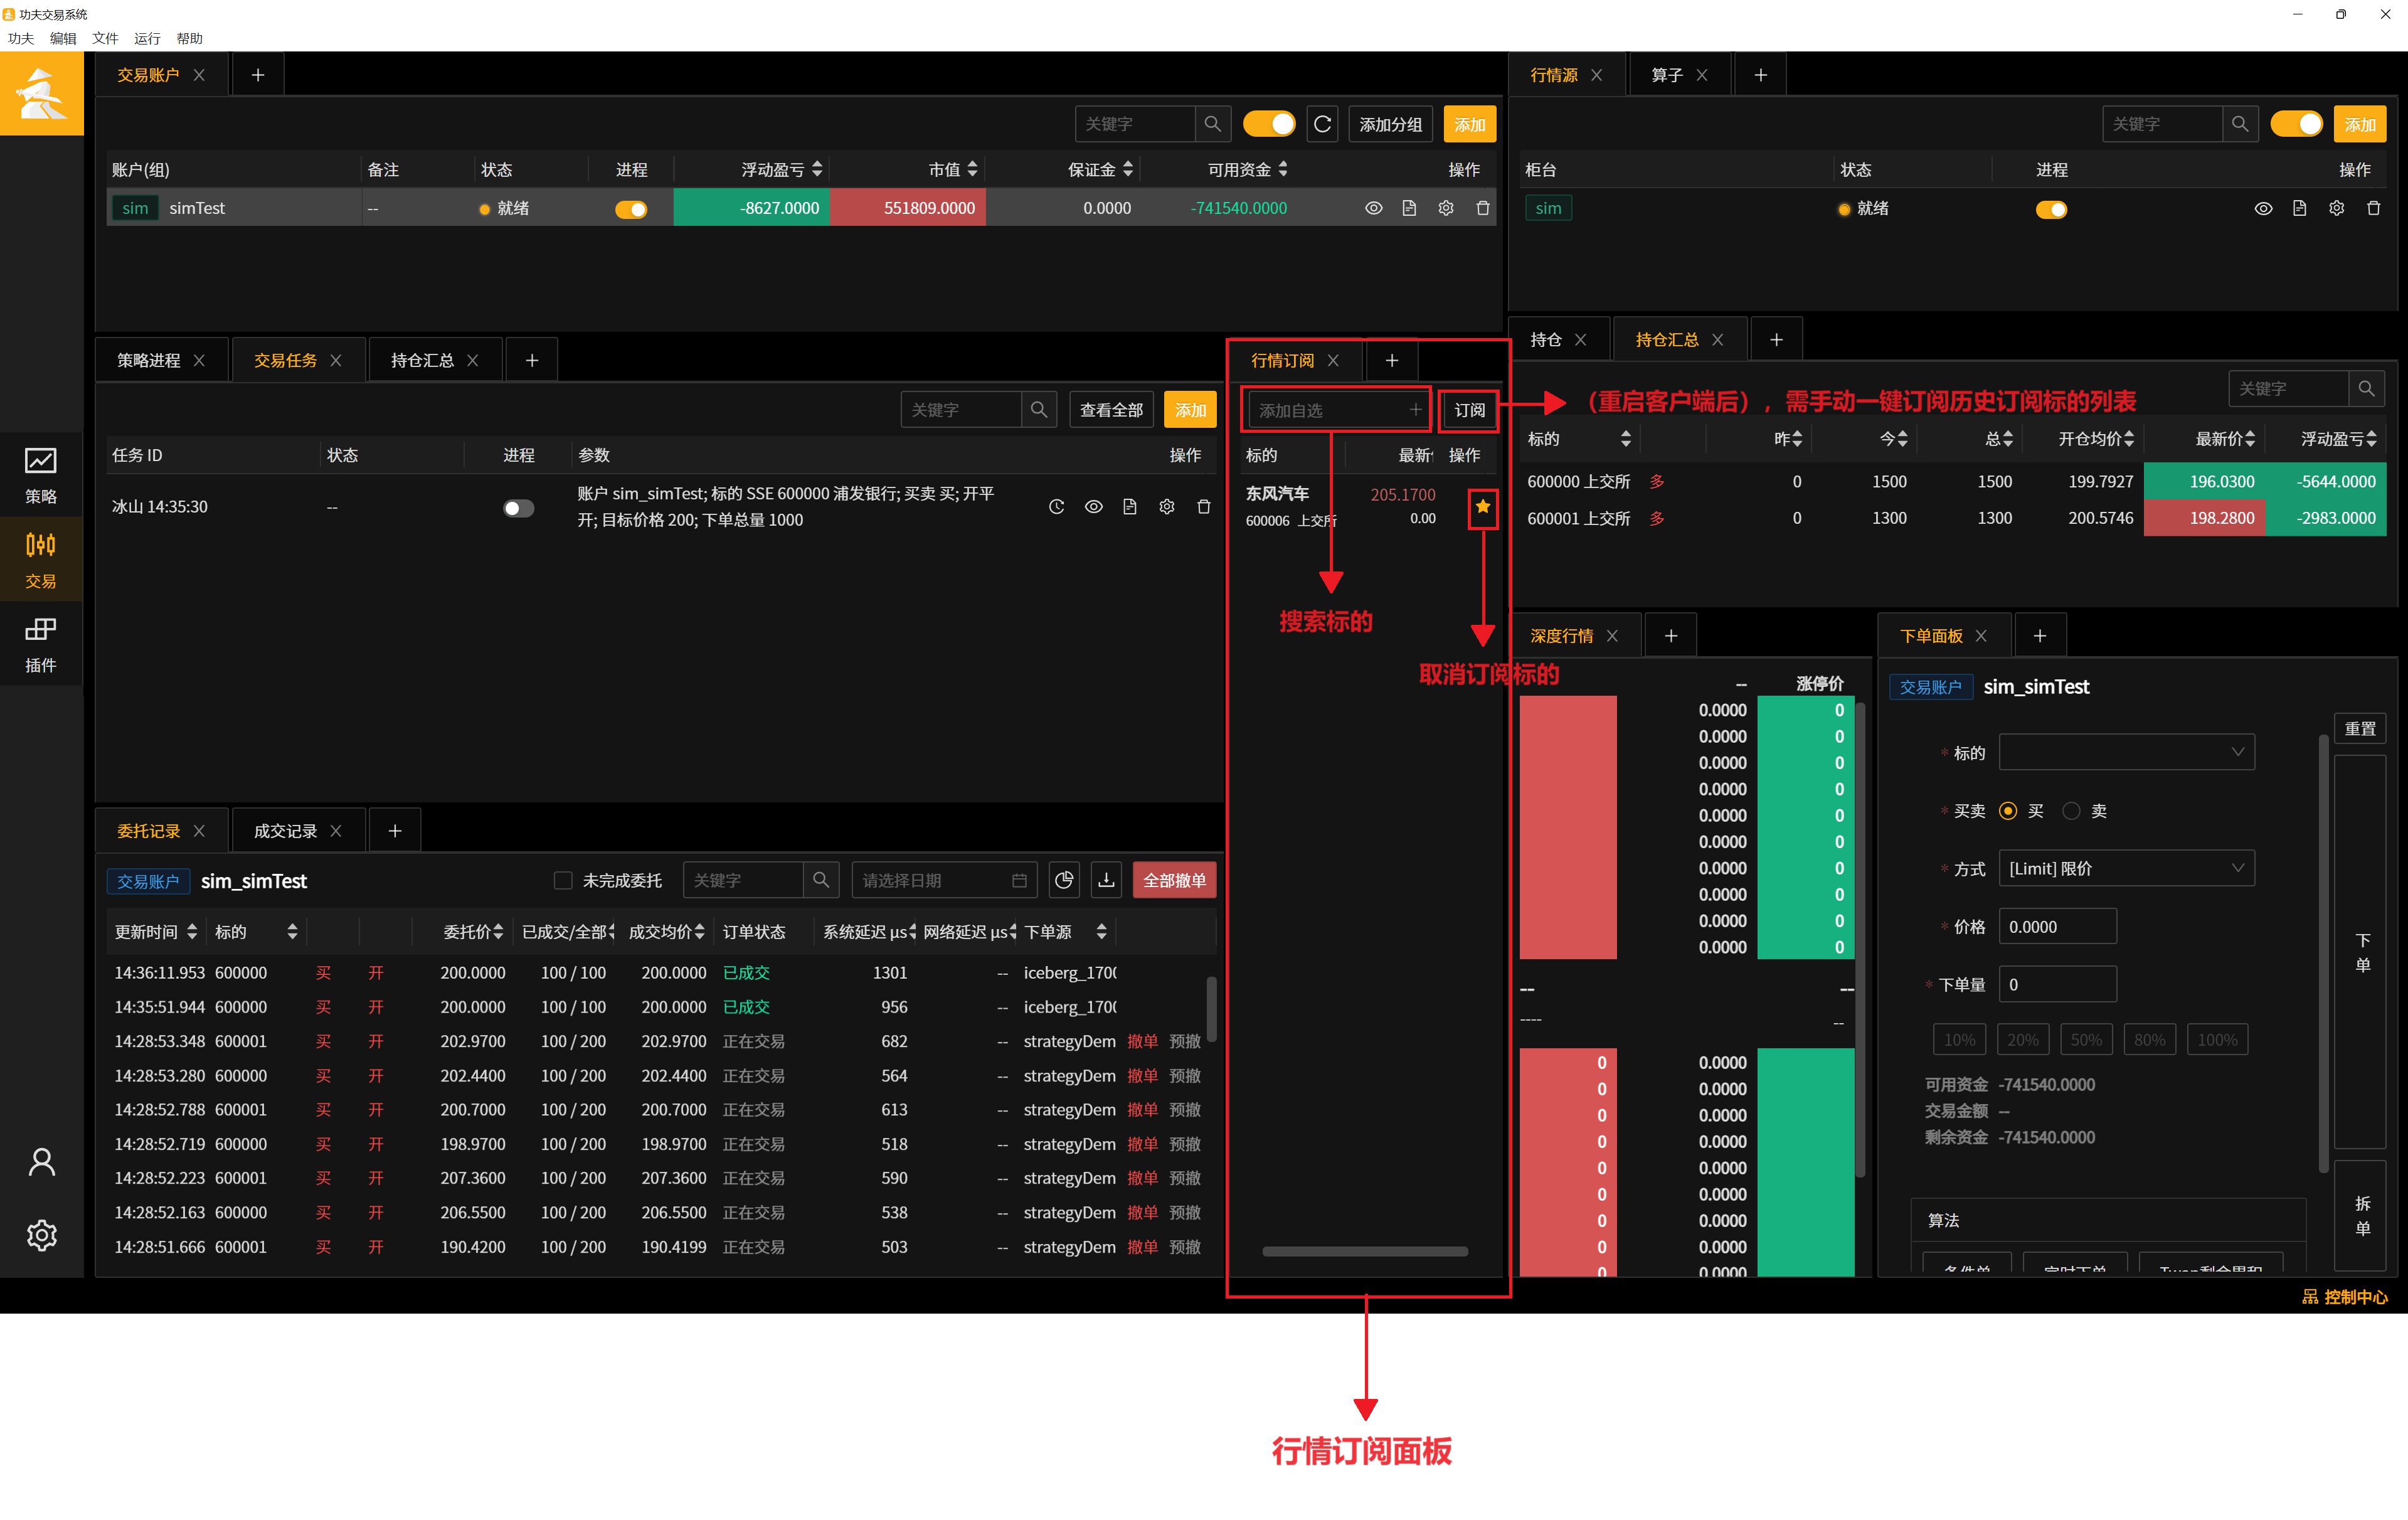 功夫交易系统
功夫 编辑 文件 运行 帮助
交易账户
关键字 添加分组 添加
账户(组) 备注 状态 进程 浮动盈亏 市值 保证金 可用资金 操作
sim simTest -- 就绪 -8627.0000 551809.0000 0.0000 -741540.0000
行情源 算子
关键字 添加
柜台 状态 进程 操作
sim 就绪
策略
交易
插件
策略进程 交易任务 持仓汇总
关键字 查看全部 添加
任务 ID 状态 进程 参数 操作
冰山 14:35:30 -- 账户 sim_simTest; 标的 SSE 600000 浦发银行; 买卖 买; 开平
开; 目标价格 200; 下单总量 1000
行情订阅
添加自选 订阅
标的 最新 操作
东风汽车 205.1700
600006 上交所 0.00
搜索标的
取消订阅标的
持仓 持仓汇总
关键字
（重启客户端后），需手动一键订阅历史订阅标的列表
标的 昨 今 总 开仓均价 最新价 浮动盈亏
600000 上交所 多 0 1500 1500 199.7927 196.0300 -5644.0000
600001 上交所 多 0 1300 1300 200.5746 198.2800 -2983.0000
委托记录 成交记录
交易账户 sim_simTest 未完成委托 关键字 请选择日期 全部撤单
更新时间 标的 委托价 已成交/全部 成交均价 订单状态 系统延迟 μs 网络延迟 μs 下单源
14:36:11.953 600000 买 开 200.0000 100 / 100 200.0000 已成交 1301 -- iceberg_170
14:35:51.944 600000 买 开 200.0000 100 / 100 200.0000 已成交 956 -- iceberg_170
14:28:53.348 600001 买 开 202.9700 100 / 200 202.9700 正在交易 682 -- strategyDem 撤单 预撤
14:28:53.280 600000 买 开 202.4400 100 / 200 202.4400 正在交易 564 -- strategyDem 撤单 预撤
14:28:52.788 600001 买 开 200.7000 100 / 200 200.7000 正在交易 613 -- strategyDem 撤单 预撤
14:28:52.719 600000 买 开 198.9700 100 / 200 198.9700 正在交易 518 -- strategyDem 撤单 预撤
14:28:52.223 600001 买 开 207.3600 100 / 200 207.3600 正在交易 590 -- strategyDem 撤单 预撤
14:28:52.163 600000 买 开 206.5500 100 / 200 206.5500 正在交易 538 -- strategyDem 撤单 预撤
14:28:51.666 600001 买 开 190.4200 100 / 200 190.4199 正在交易 503 -- strategyDem 撤单 预撤
深度行情
-- 涨停价
0.0000 0
0.0000 0
0.0000 0
0.0000 0
0.0000 0
0.0000 0
0.0000 0
0.0000 0
0.0000 0
0.0000 0
-- --
---- --
0 0.0000
0 0.0000
0 0.0000
0 0.0000
0 0.0000
0 0.0000
0 0.0000
0 0.0000
0 0.0000
下单面板
交易账户 sim_simTest
重置
* 标的
* 买卖 买 卖
* 方式 [Limit] 限价
* 价格 0.0000
* 下单量 0
10% 20% 50% 80% 100%
可用资金 -741540.0000
交易金额 --
剩余资金 -741540.0000
下
单
算法
条件单 定时下单 Twap剩余累积
拆
单
控制中心
行情订阅面板